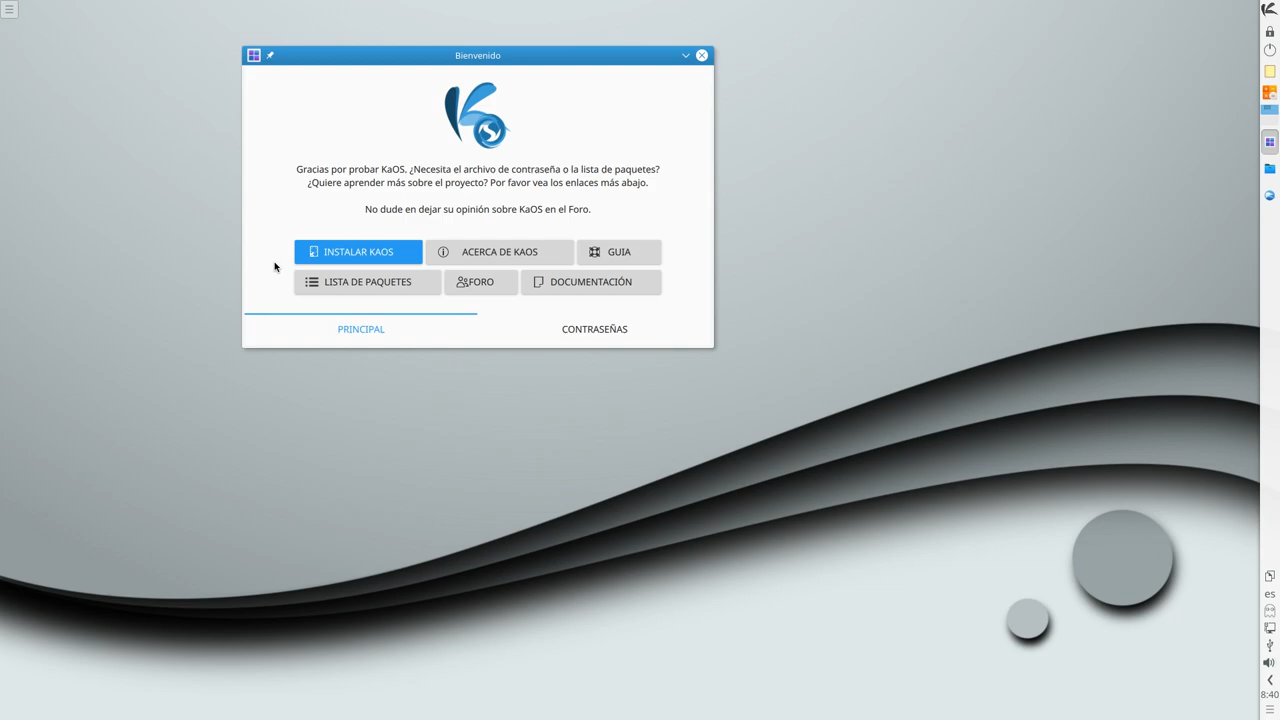 Bienvenido
Gracias por probar KaOS. ¿Necesita el archivo de contraseña o la lista de paquetes?
¿Quiere aprender más sobre el proyecto? Por favor vea los enlaces más abajo.
No dude en dejar su opinión sobre KaOS en el Foro.
INSTALAR KAOS
ACERCA DE KAOS
GUIA
LISTA DE PAQUETES
FORO
DOCUMENTACIÓN
PRINCIPAL
CONTRASEÑAS
es
8:40